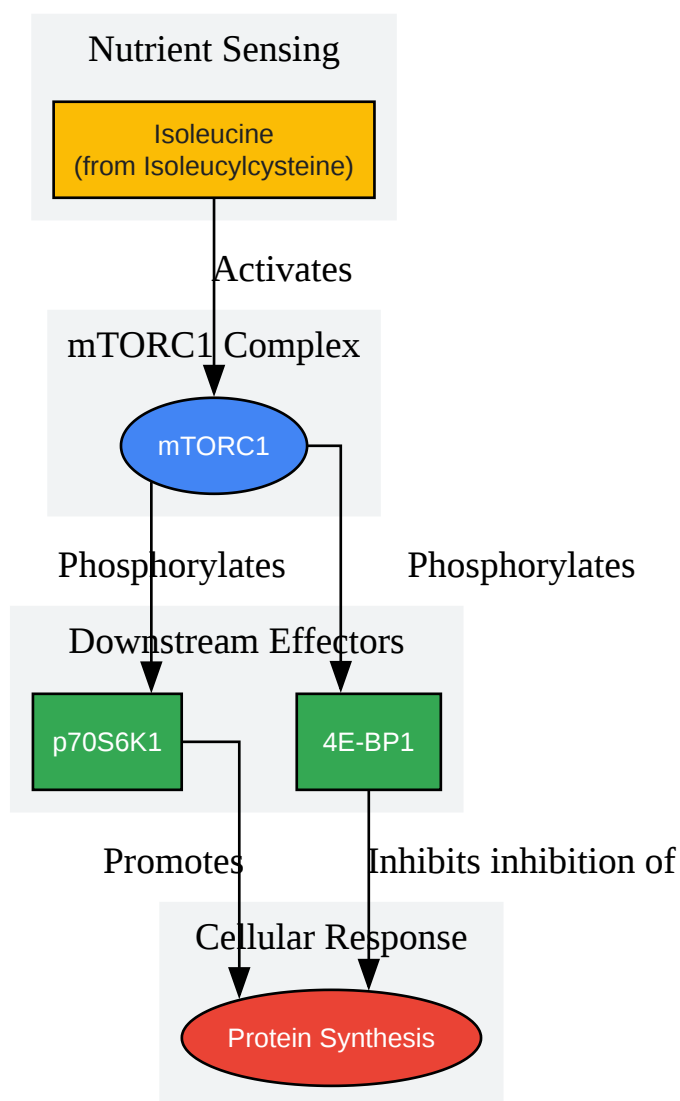 Nutrient Sensing
Isoleucine
(from Isoleucylcysteine)
Activates
mTORC1 Complex
mTORC1
Phosphorylates
Phosphorylates
Downstream Effectors
p70S6K1
4E-BP1
Promotes
Inhibits inhibition of
Cellular Response
Protein Synthesis